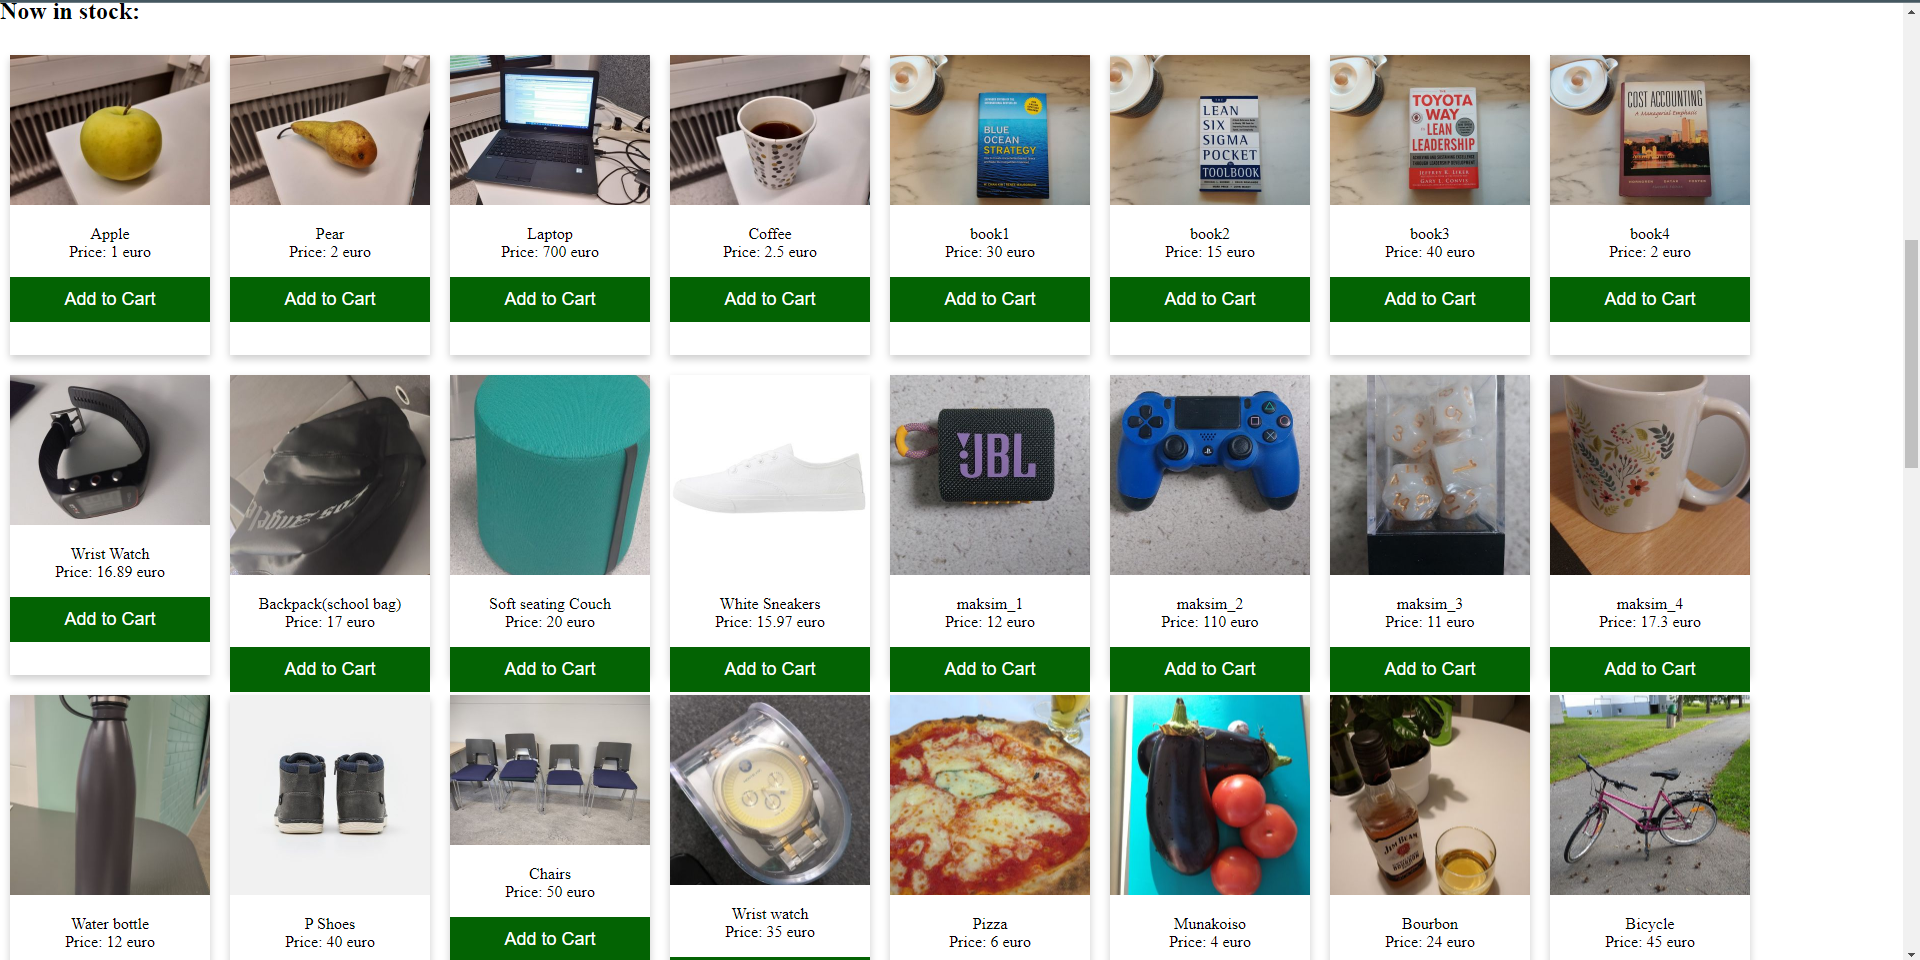 Now in stock:
BLUE
OCEAN
STRATEGY
LEAN
SIX
SIGMA
POCKET
TOOLBOOK
TOYOTA
WAY
LEAN
LEADERSHIP
JEFFREY K. LIKER
GARY L. CONVIS
COST ACCOUNTING
A Managerial Emphasis
Apple
Price: 1 euro
Add to Cart
Pear
Price: 2 euro
Add to Cart
Laptop
Price: 700 euro
Add to Cart
Coffee
Price: 2.5 euro
Add to Cart
book1
Price: 30 euro
Add to Cart
book2
Price: 15 euro
Add to Cart
book3
Price: 40 euro
Add to Cart
book4
Price: 2 euro
Add to Cart
JBL
Wrist Watch
Price: 16.89 euro
Add to Cart
Backpack(school bag)
Price: 17 euro
Add to Cart
Soft seating Couch
Price: 20 euro
Add to Cart
White Sneakers
Price: 15.97 euro
Add to Cart
maksim_1
Price: 12 euro
Add to Cart
maksim_2
Price: 110 euro
Add to Cart
maksim_3
Price: 11 euro
Add to Cart
maksim_4
Price: 17.3 euro
Add to Cart
JIM BEAM
Water bottle
Price: 12 euro
P Shoes
Price: 40 euro
Chairs
Price: 50 euro
Add to Cart
Wrist watch
Price: 35 euro
Pizza
Price: 6 euro
Munakoiso
Price: 4 euro
Bourbon
Price: 24 euro
Bicycle
Price: 45 euro